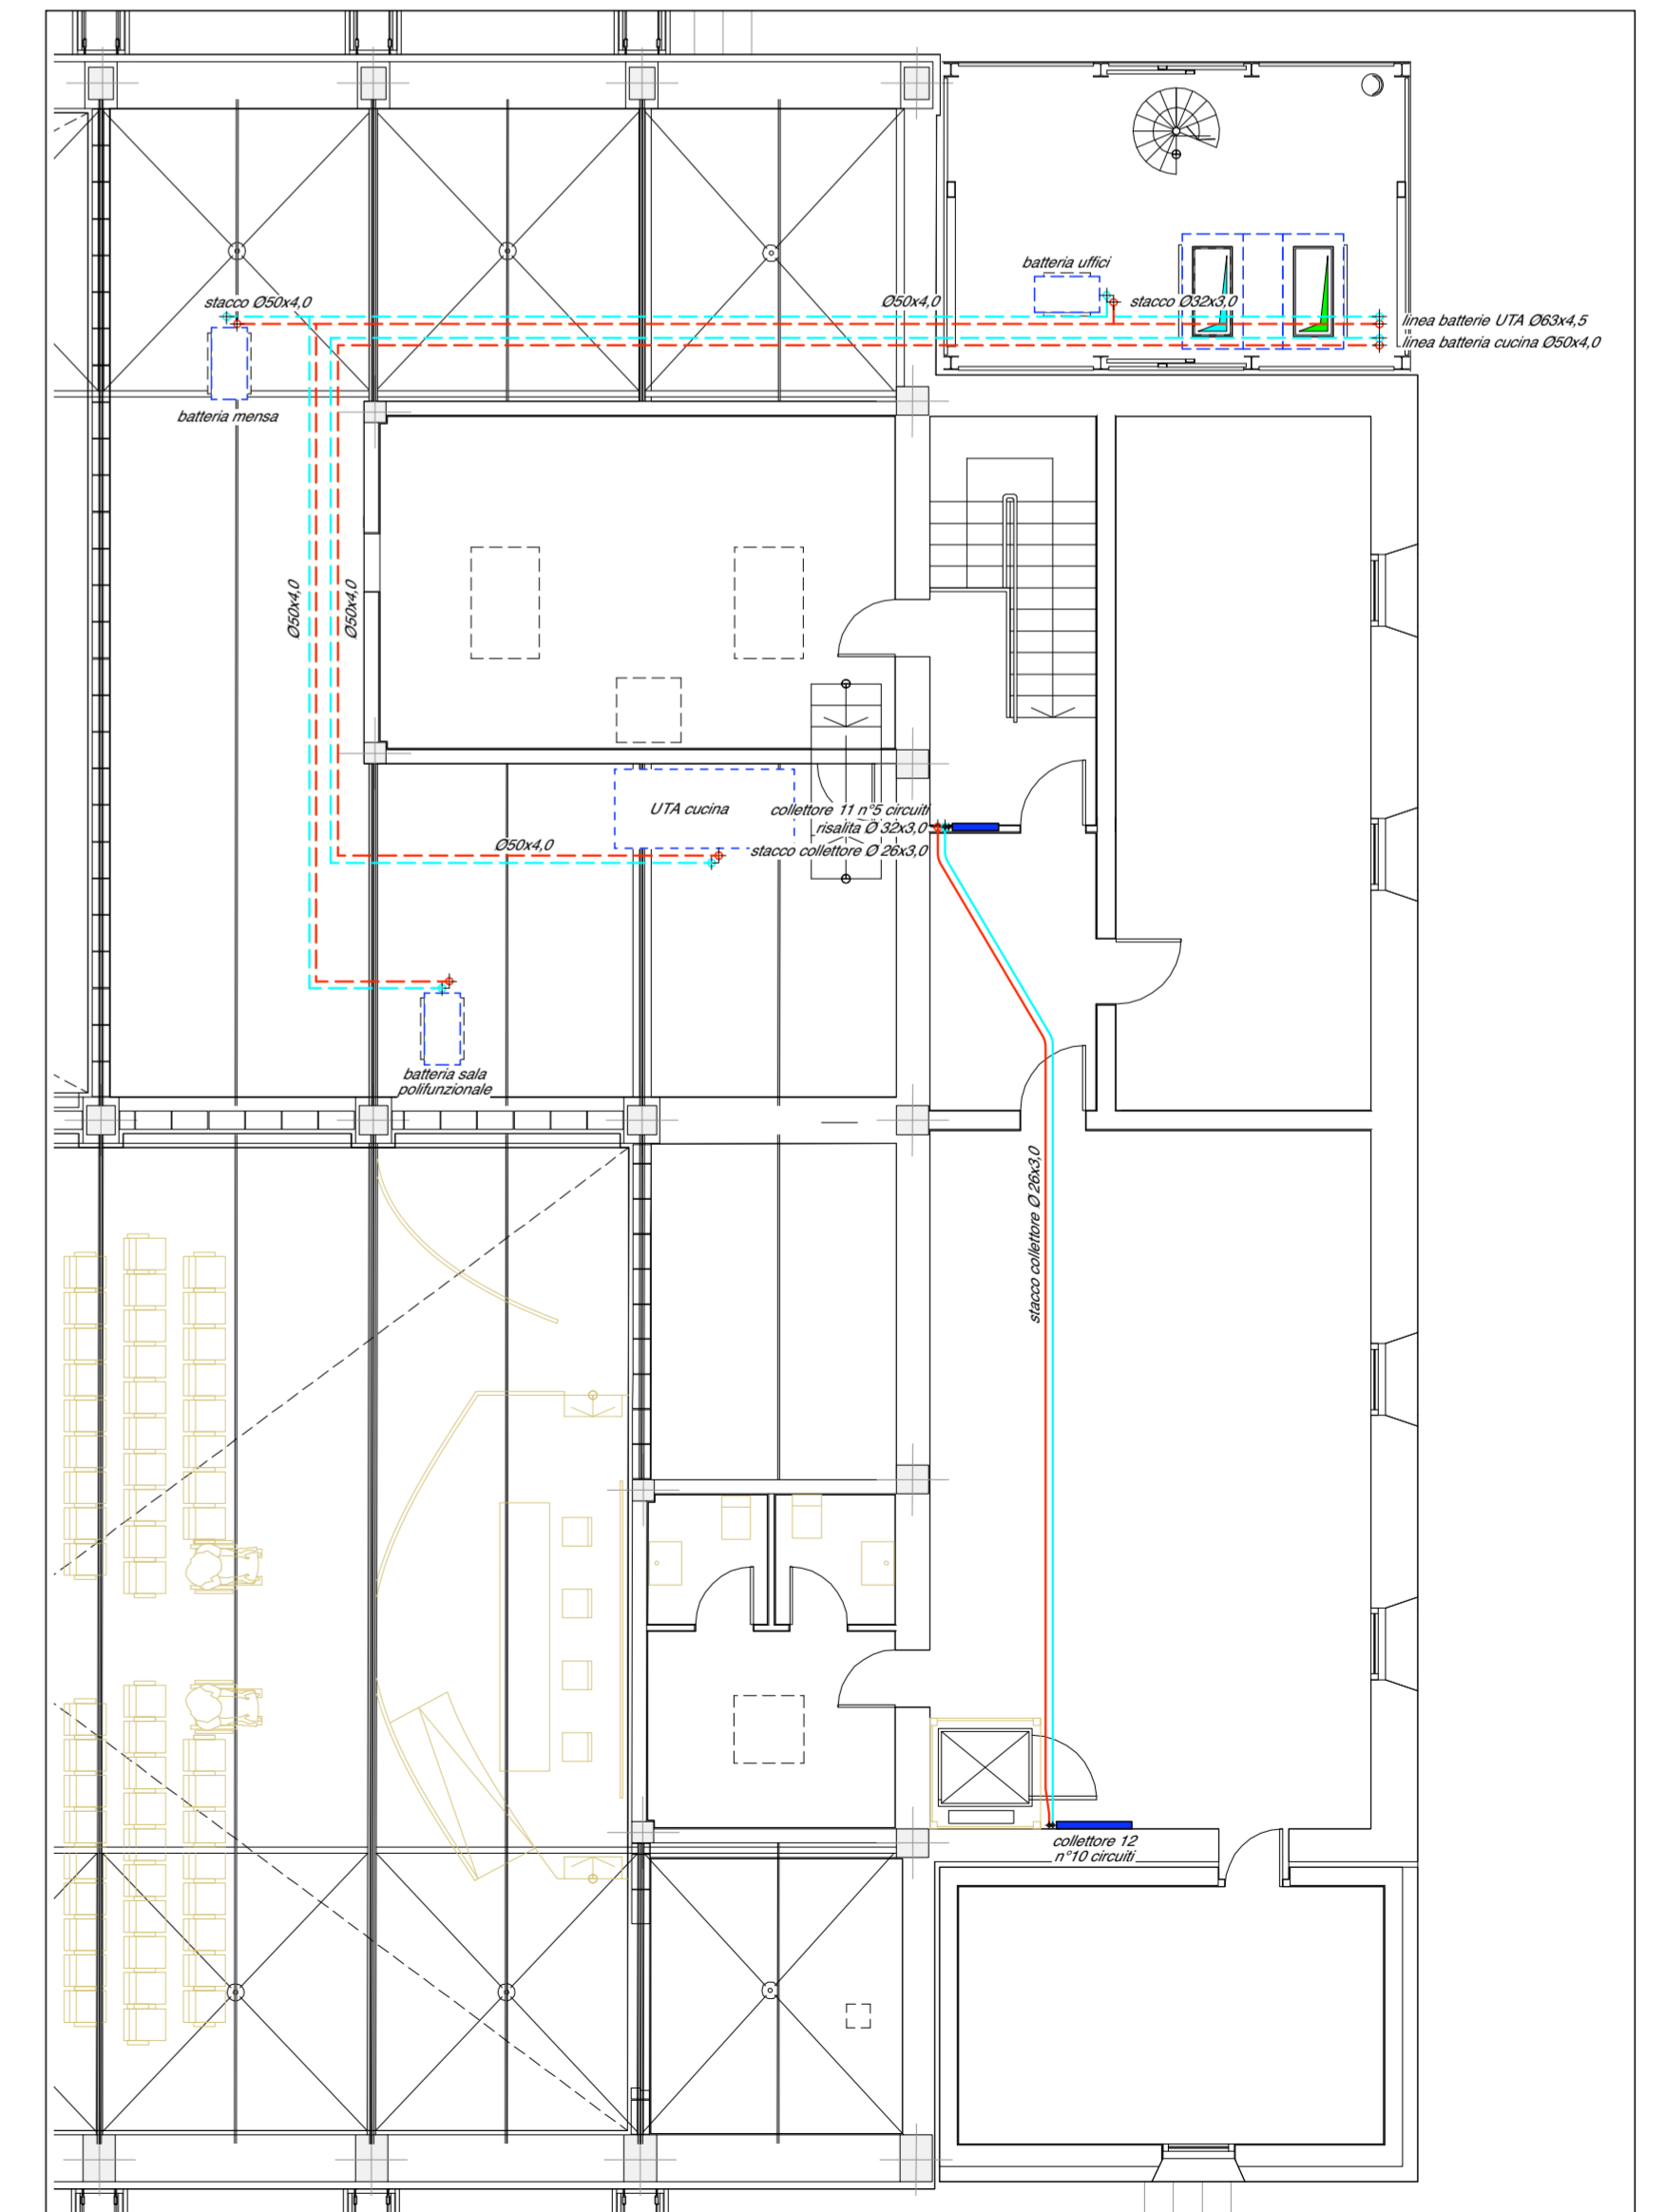 batteria uffici
stacco Ø50x4,0
Ø50x4,0
stacco Ø32x3,0
linea batterie UTA Ø63x4,5
linea batteria cucina Ø50x4,0
batteria mensa
Ø50x4,0
Ø50x4,0
UTA cucina
collettore 11 n°5 circuiti
risalita Ø 32x3,0
stacco collettore Ø 26x3,0
Ø50x4,0
batteria sala
polifunzionale
stacco collettore Ø 26x3,0
collettore 12
n°10 circuiti